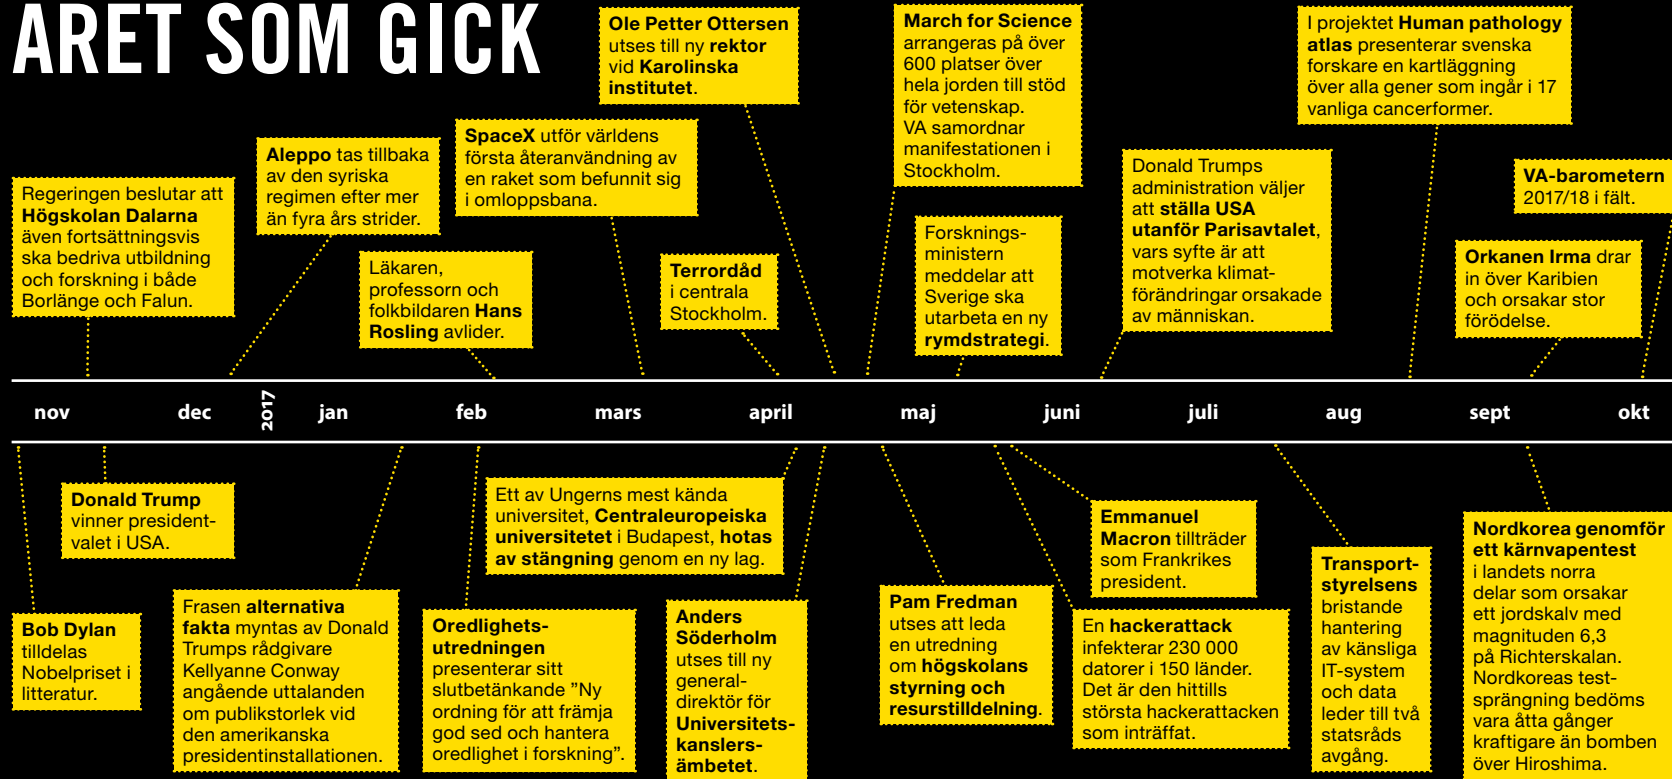 ÅRET SOM GICK
Regeringen beslutar att
Högskolan Dalarna
även fortsättningsvis
ska bedriva utbildning
och forskning i både
Borlänge och Falun.
Aleppo tas tillbaka
av den syriska
regimen efter mer
än fyra års strider.
Läkaren,
professorn och
folkbildaren Hans
Rosling avlider.
SpaceX utför världens
första återanvändning av
en raket som befunnit sig
i omloppsbana.
Ole Petter Ottersen
utses till ny rektor
vid Karolinska
institutet.
Terrordåd
i centrala
Stockholm.
March for Science
arrangeras på över
600 platser över
hela jorden till stöd
för vetenskap.
VA samordnar
manifestationen i
Stockholm.
Forsknings-
ministern
meddelar att
Sverige ska
utarbeta en ny
rymdstrategi.
Donald Trumps
administration väljer
att ställa USA
utanför Parisavtalet,
vars syfte är att
motverka klimat-
förändringar orsakade
av människan.
I projektet Human pathology
atlas presenterar svenska
forskare en kartläggning
över alla gener som ingår i 17
vanliga cancerformer.
VA-barometern
2017/18 i fält.
Orkanen Irma drar
in över Karibien
och orsakar stor
förödelse.
nov dec 2017 jan feb mars april maj juni juli aug sept okt
Bob Dylan
tilldelas
Nobelpriset i
litteratur.
Donald Trump
vinner president-
valet i USA.
Frasen alternativa
fakta myntas av Donald
Trumps rådgivare
Kellyanne Conway
angående uttalanden
om publikstorlek vid
den amerikanska
presidentinstallationen.
Oredlighets-
utredningen
presenterar sitt
slutbetänkande ”Ny
ordning för att främja
god sed och hantera
oredlighet i forskning”.
Ett av Ungerns mest kända
universitet, Centraleuropeiska
universitetet i Budapest, hotas
av stängning genom en ny lag.
Anders
Söderholm
utses till ny
general-
direktör för
Universitets-
kanslers-
ämbetet.
Pam Fredman
utses att leda
en utredning
om högskolans
styrning och
resurstilldelning.
En hackerattack
infekterar 230 000
datorer i 150 länder.
Det är den hittills
största hackerattacken
som inträffat.
Emmanuel
Macron tillträder
som Frankrikes
president.
Transport-
styrelsens
bristande
hantering
av känsliga
IT-system
och data
leder till två
statsråds
avgång.
Nordkorea genomför
ett kärnvapentest
i landets norra
delar som orsakar
ett jordskalv med
magnituden 6,3
på Richterskalan.
Nordkoreas test-
sprängning bedöms
vara åtta gånger
kraftigare än bomben
över Hiroshima.